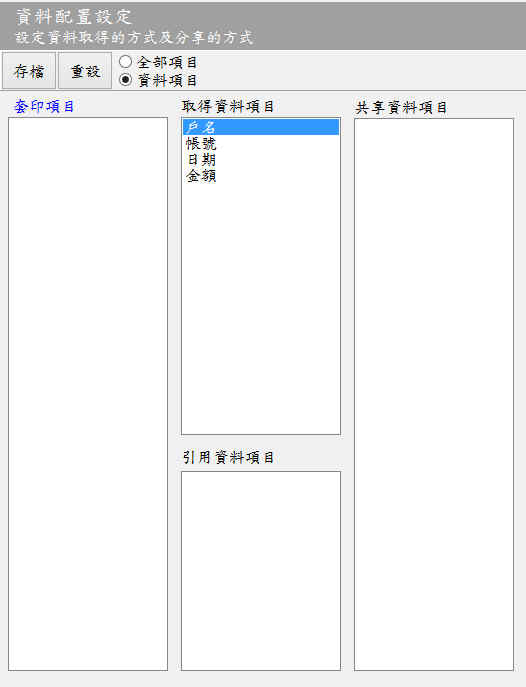 資料配置設定
設定資料取得的方式及分享的方式
存檔
重設
全部項目
資料項目
套印項目
取得資料項目
共享資料項目
戶名
帳號
日期
金額
引用資料項目